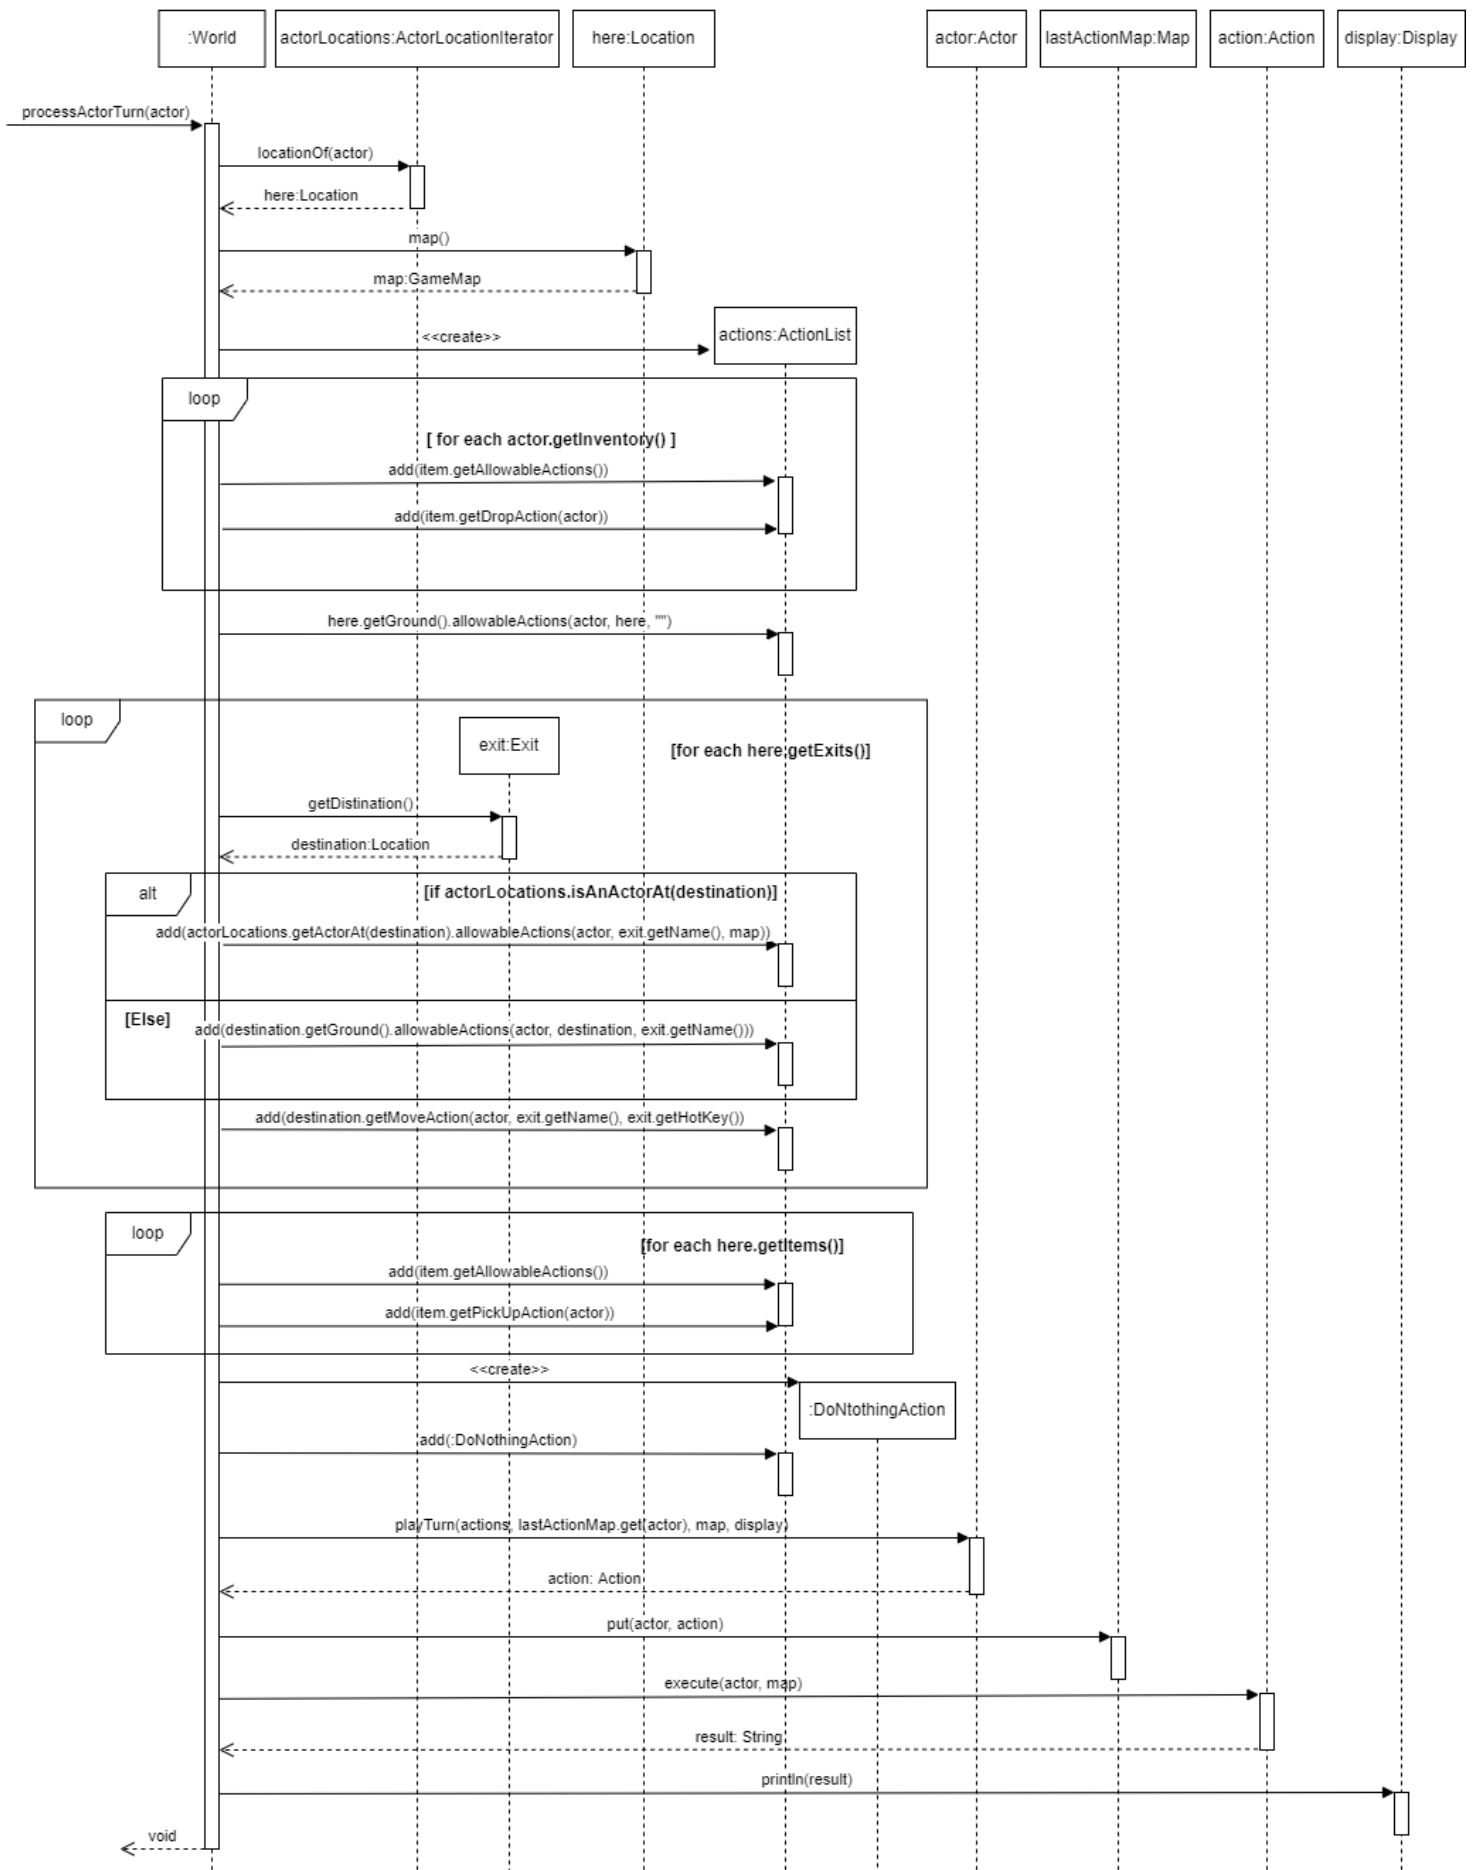 :World
actorLocations:ActorLocationIterator
here:Location
actor:Actor
lastActionMap:Map
action:Action
display:Display
processActorTurn(actor)
locationOf(actor)
here:Location
map()
map:GameMap
<<create>>
actions:ActionList
loop
[ for each actor.getInventory() ]
add(item.getAllowableActions())
add(item.getDropAction(actor))
here.getGround().allowableActions(actor, here, "")
loop
exit:Exit
[for each here.getExits()]
getDistination()
destination:Location
alt
[if actorLocations.isAnActorAt(destination)]
add(actorLocations.getActorAt(destination).allowableActions(actor, exit.getName(), map))
[Else]
add(destination.getGround().allowableActions(actor, destination, exit.getName()))
add(destination.getMoveAction(actor, exit.getName(), exit.getHotKey())
loop
[for each here.getItems()]
add(item.getAllowableActions())
add(item.getPickUpAction(actor))
<<create>>
:DoNtothingAction
add(:DoNothingAction)
playTurn(actions, lastActionMap.get(actor), map, display)
action: Action
put(actor, action)
execute(actor, map)
result: String
println(result)
void